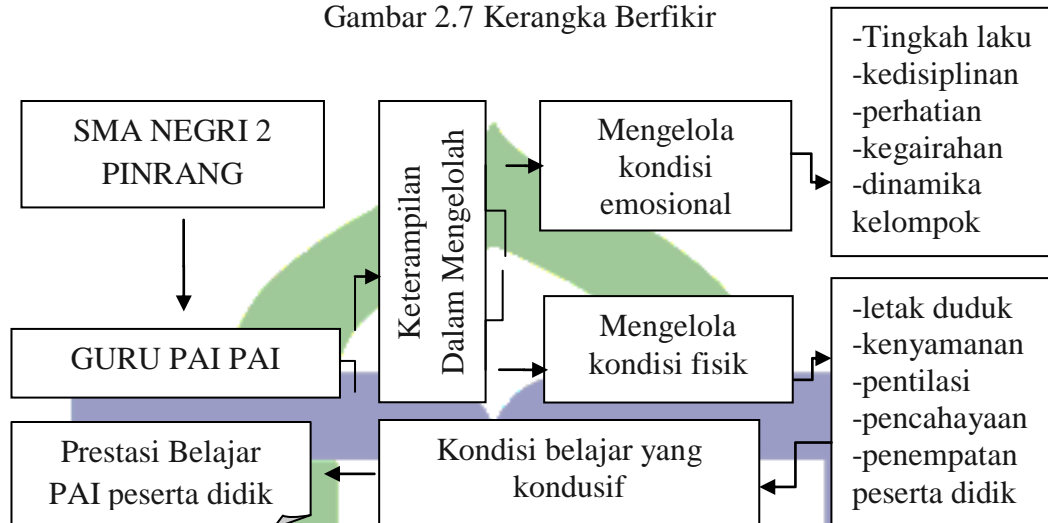 Gambar 2.7 Kerangka Berfikir
SMA NEGRI 2
PINRANG
GURU PAI PAI
Keterampilan
Dalam Mengelolah
Mengelola
kondisi
emosional
-Tingkah laku
-kedisiplinan
-perhatian
-kegairahan
-dinamika
kelompok
Mengelola
kondisi fisik
-letak duduk
-kenyamanan
-pentilasi
-pencahayaan
-penempatan
peserta didik
Kondisi belajar yang
kondusif
Prestasi Belajar
PAI peserta didik